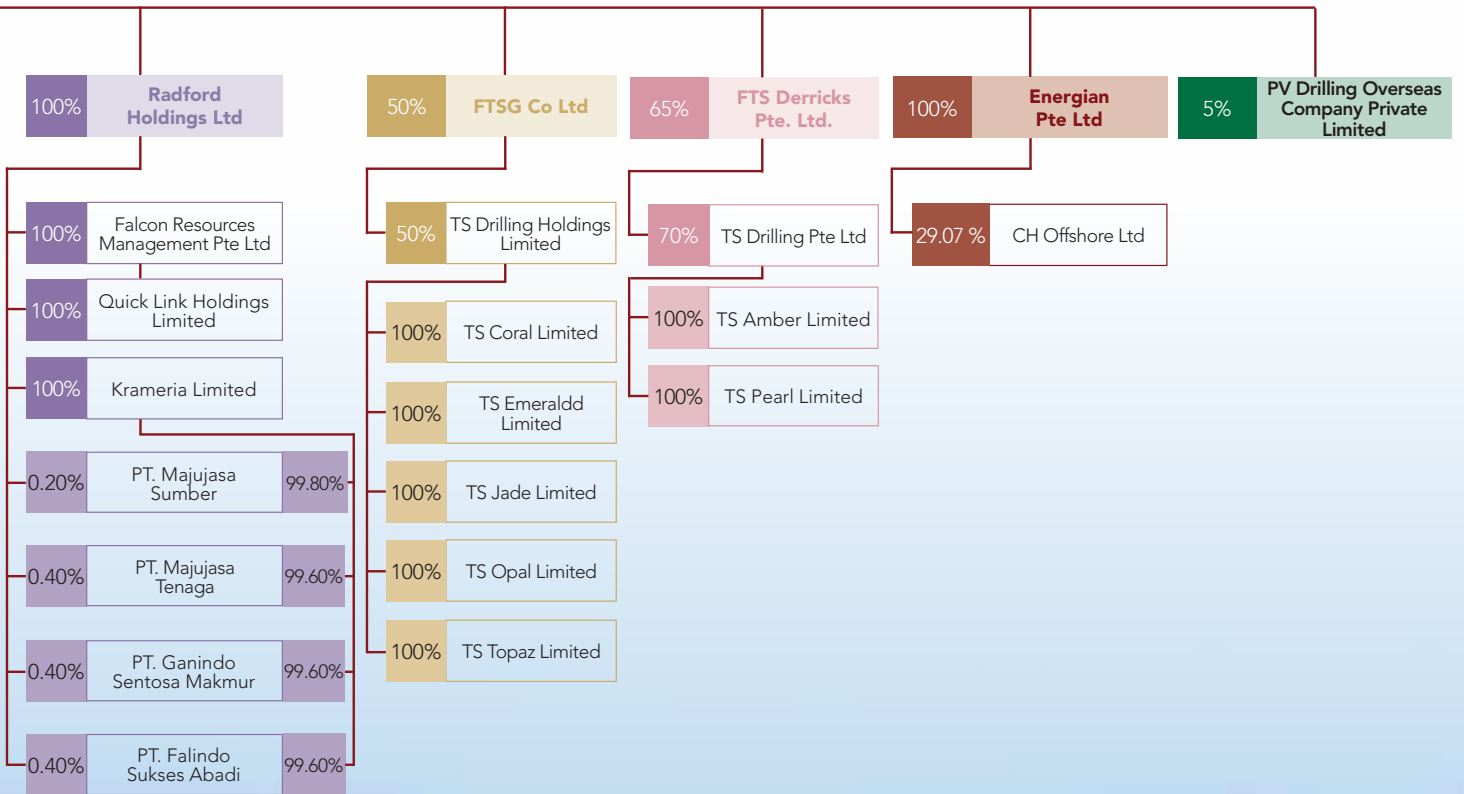 100%
Radford
Holdings Ltd
50%
FTSG Co Ltd
65%
FTS Derricks
Pte. Ltd.
100%
Energian
Pte Ltd
5%
PV Drilling Overseas
Company Private
Limited
100%
Falcon Resources
Management Pte Ltd
100%
Quick Link Holdings
Limited
100%
Krameria Limited
0.20%
PT. Majujasa
Sumber
99.80%
0.40%
PT. Majujasa
Tenaga
99.60%
0.40%
PT. Ganindo
Sentosa Makmur
99.60%
0.40%
PT. Falindo
Sukses Abadi
99.60%
50%
TS Drilling Holdings
Limited
100%
TS Coral Limited
100%
TS Emeraldd
Limited
100%
TS Jade Limited
100%
TS Opal Limited
100%
TS Topaz Limited
70%
TS Drilling Pte Ltd
100%
TS Amber Limited
100%
TS Pearl Limited
29.07 %
CH Offshore Ltd